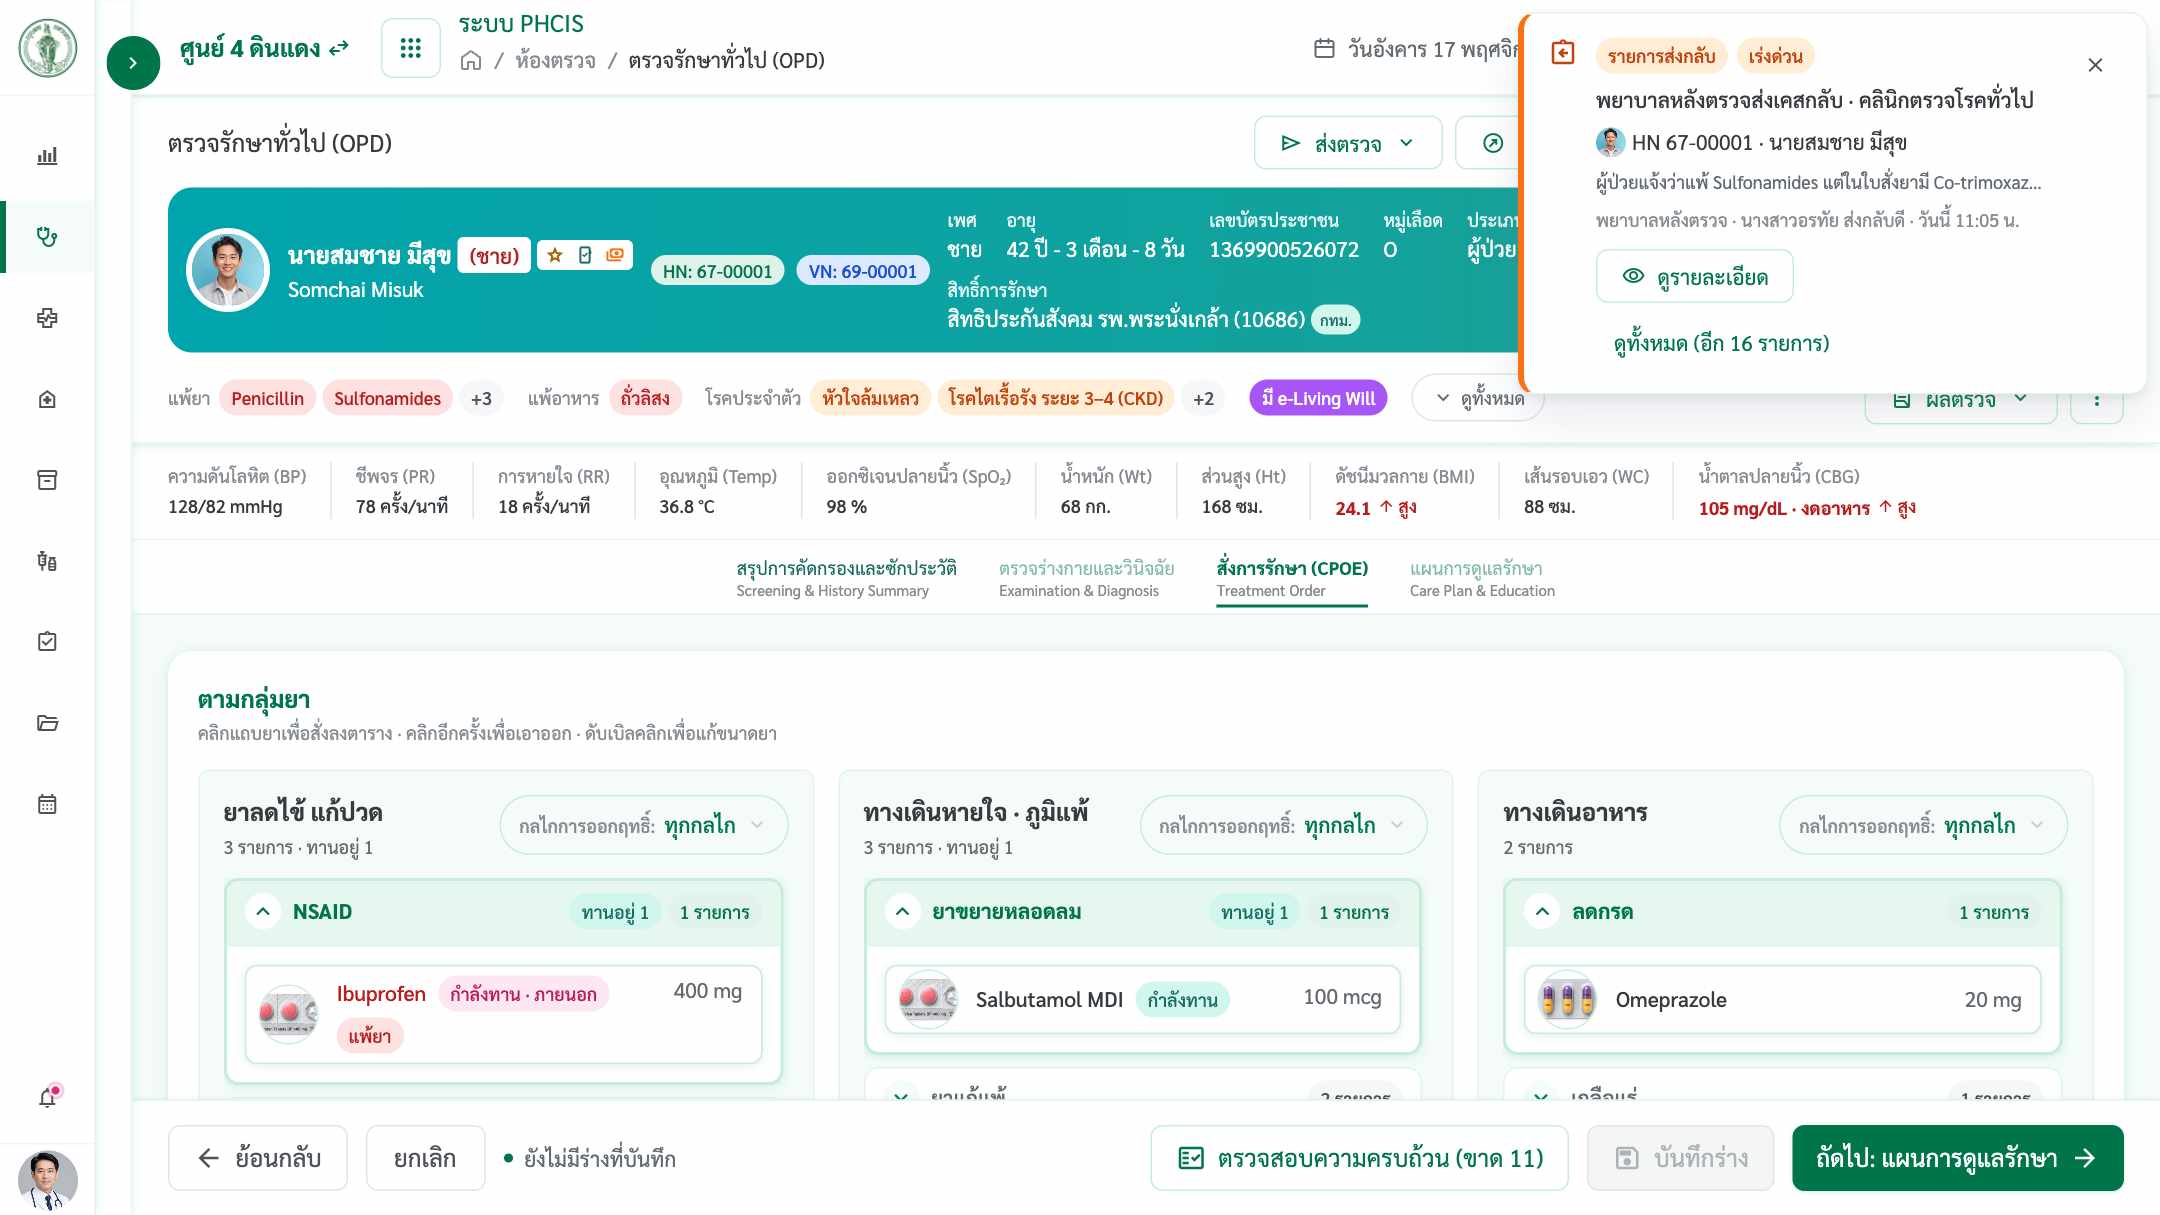 ศูนย์ 4 ดินแดง
ระบบ PHCIS
/ ห้องตรวจ / ตรวจรักษาทั่วไป (OPD)
วันอังคาร 17
รายการส่งกลับ เร่งด่วน
พยาบาลหลังตรวจส่งเคสกลับ · คลินิกตรวจโรคทั่วไป
HN 67-00001 · นายสมชาย มีสุข
ผู้ป่วยแจ้งว่าแพ้ Sulfonamides แต่ในใบสั่งยามี Co-trimoxaz...
พยาบาลหลังตรวจ · นางสาวอรทัย ส่งกลับดี · วันนี้ 11:05 น.
ดูรายละเอียด
ดูทั้งหมด (อีก 16 รายการ)
ตรวจรักษาทั่วไป (OPD)
ส่งตรวจ
นายสมชาย มีสุข (ชาย)
Somchai Misuk
HN: 67-00001 VN: 69-00001
เพศ อายุ เลขบัตรประชาชน หมู่เลือด
ชาย 42 ปี - 3 เดือน - 8 วัน 1369900526072 O ผู้ป่วย
สิทธิ์การรักษา
สิทธิประกันสังคม รพ.พระนั่งเกล้า (10686) กทม.
แพ้ยา Penicillin Sulfonamides +3 แพ้อาหาร ถั่วลิสง โรคประจำตัว หัวใจล้มเหลว โรคไตเรื้อรัง ระยะ 3–4 (CKD) +2 มี e-Living Will ดูทั้งหมด
ผลตรวจ
ความดันโลหิต (BP) ชีพจร (PR) การหายใจ (RR) อุณหภูมิ (Temp) ออกซิเจนปลายนิ้ว (SpO₂) น้ำหนัก (Wt) ส่วนสูง (Ht) ดัชนีมวลกาย (BMI) เส้นรอบเอว (WC) น้ำตาลปลายนิ้ว (CBG)
128/82 mmHg 78 ครั้ง/นาที 18 ครั้ง/นาที 36.8 °C 98 % 68 กก. 168 ซม. 24.1 ↑ สูง 88 ซม. 105 mg/dL · งดอาหาร ↑ สูง
สรุปการคัดกรองและซักประวัติ ตรวจร่างกายและวินิจฉัย สั่งการรักษา (CPOE) แผนการดูแลรักษา
Screening & History Summary Examination & Diagnosis Treatment Order Care Plan & Education
ตามกลุ่มยา
คลิกแถบยาเพื่อสั่งลงตาราง · คลิกอีกครั้งเพื่อเอาออก · ดับเบิลคลิกเพื่อแก้ขนาดยา
ยาลดไข้ แก้ปวด
3 รายการ · ทานอยู่ 1
กลไกการออกฤทธิ์: ทุกกลไก
NSAID ทานอยู่ 1 1 รายการ
Ibuprofen กำลังทาน · ภายนอก 400 mg
แพ้ยา
ทางเดินหายใจ · ภูมิแพ้
3 รายการ · ทานอยู่ 1
กลไกการออกฤทธิ์: ทุกกลไก
ยาขยายหลอดลม ทานอยู่ 1 1 รายการ
Salbutamol MDI กำลังทาน 100 mcg
ยาแก้แพ้ 2 รายการ
ทางเดินอาหาร
2 รายการ
กลไกการออกฤทธิ์: ทุกกลไก
ลดกรด 1 รายการ
Omeprazole 20 mg
เกลือแร่ 1 รายการ
ย้อนกลับ ยกเลิก • ยังไม่มีร่างที่บันทึก ตรวจสอบความครบถ้วน (ขาด 11) บันทึกร่าง ถัดไป: แผนการดูแลรักษา